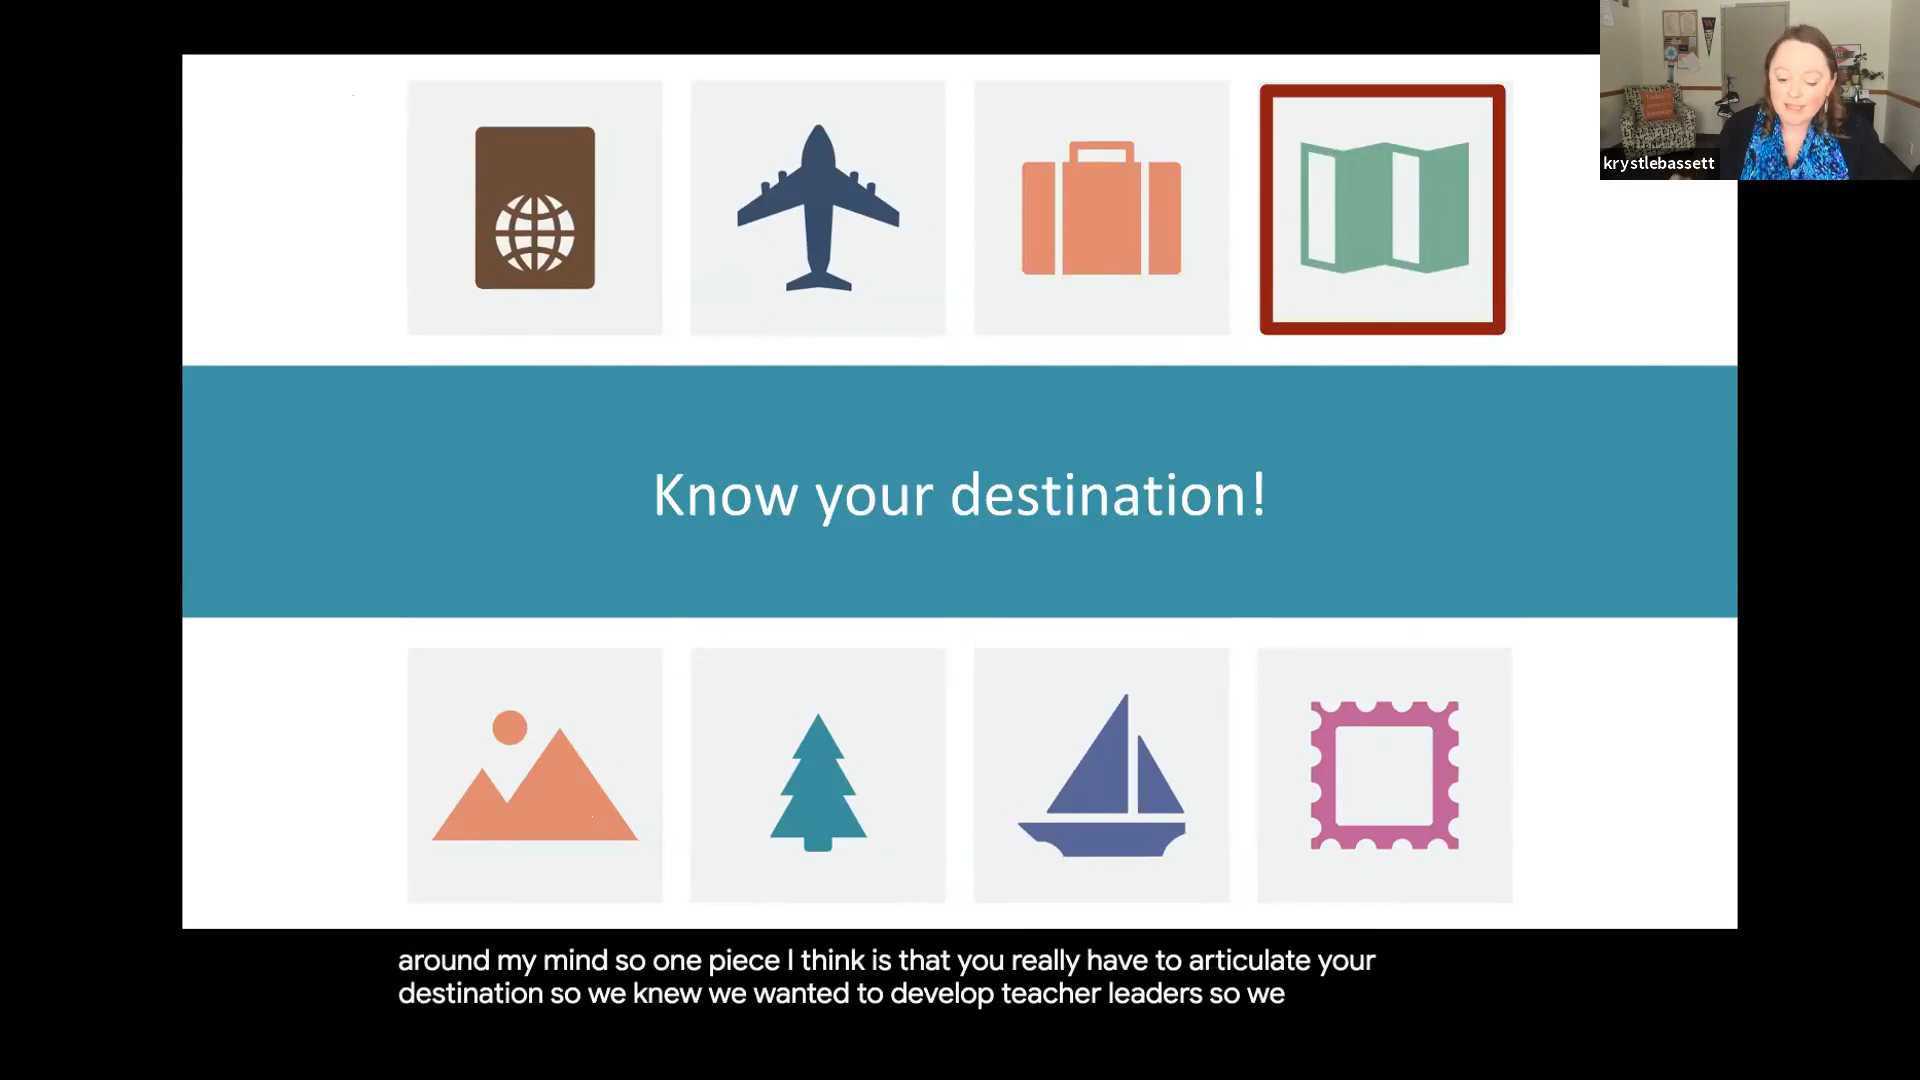 krystlebassett
Know your destination!
around my mind so one piece I think is that you really have to articulate your
destination so we knew we wanted to develop teacher leaders so we